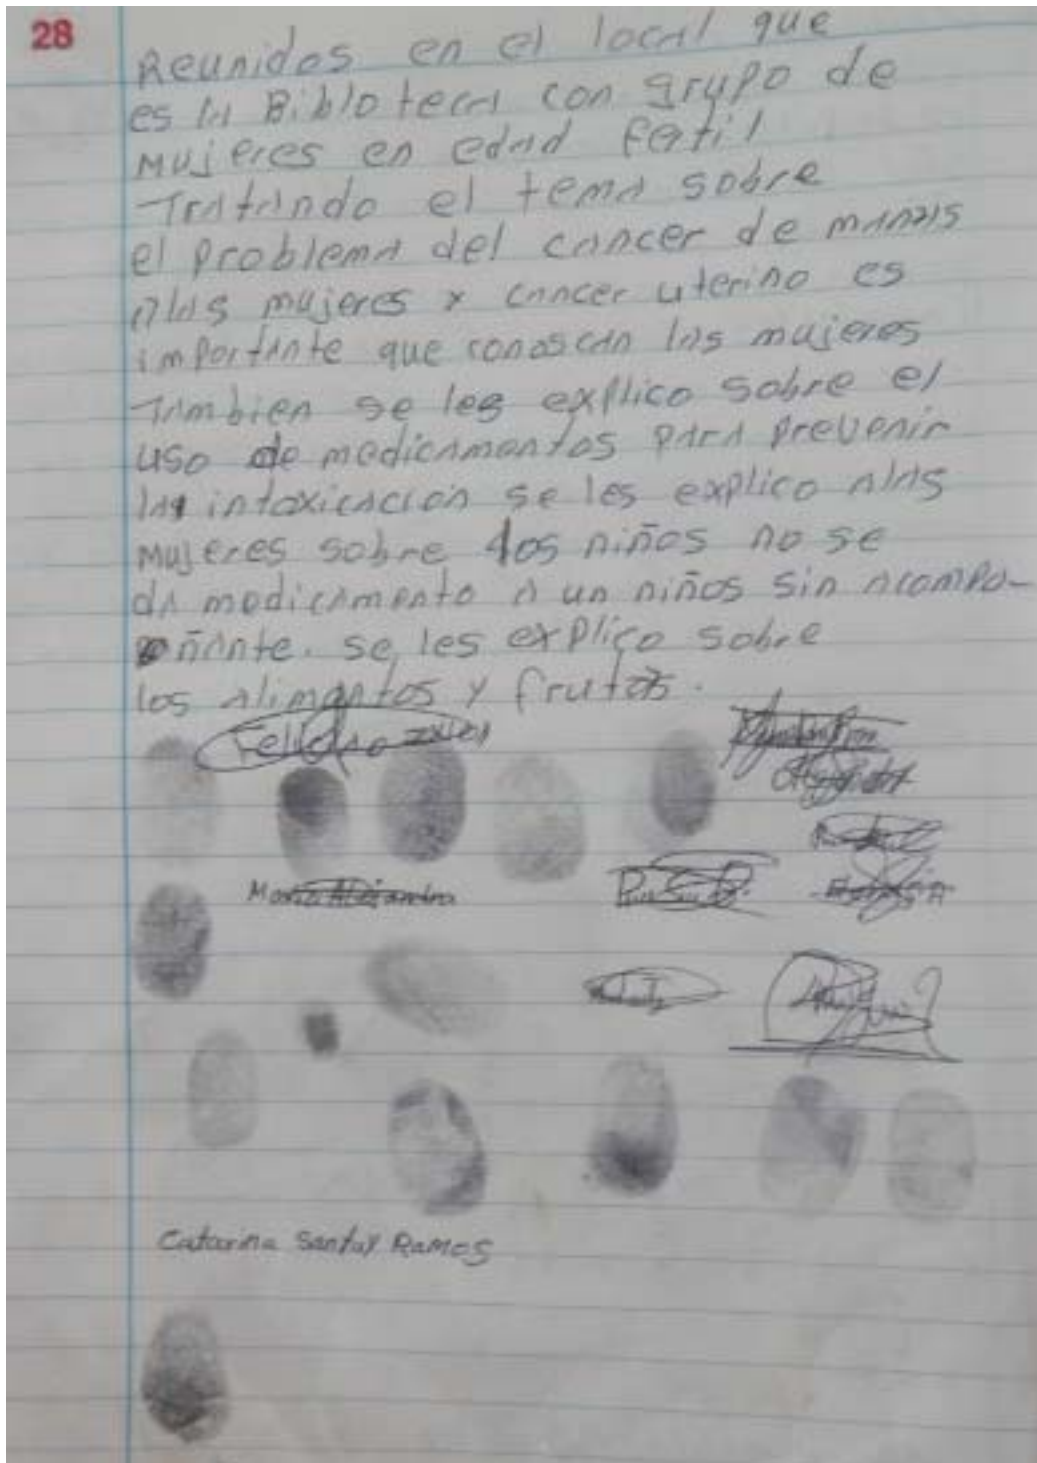 28
Reunidos en el local que
es la Biblioteca con grupo de
mujeres en edad fertil
Tratando el tema sobre
el problema del cancer de
alas mujeres y cancer uterino es
importante que conoscan las mujeres
Tambien se les explico sobre el
uso de medicamentos para prevenir
la intoxicacion se les explico alas
mujeres sobre los niños no se
da medicamento a un niños sin acompa-
ñante. se les explico sobre
los alimentos y frutas.
Maria Alejandra
Catarina Santay Ramos